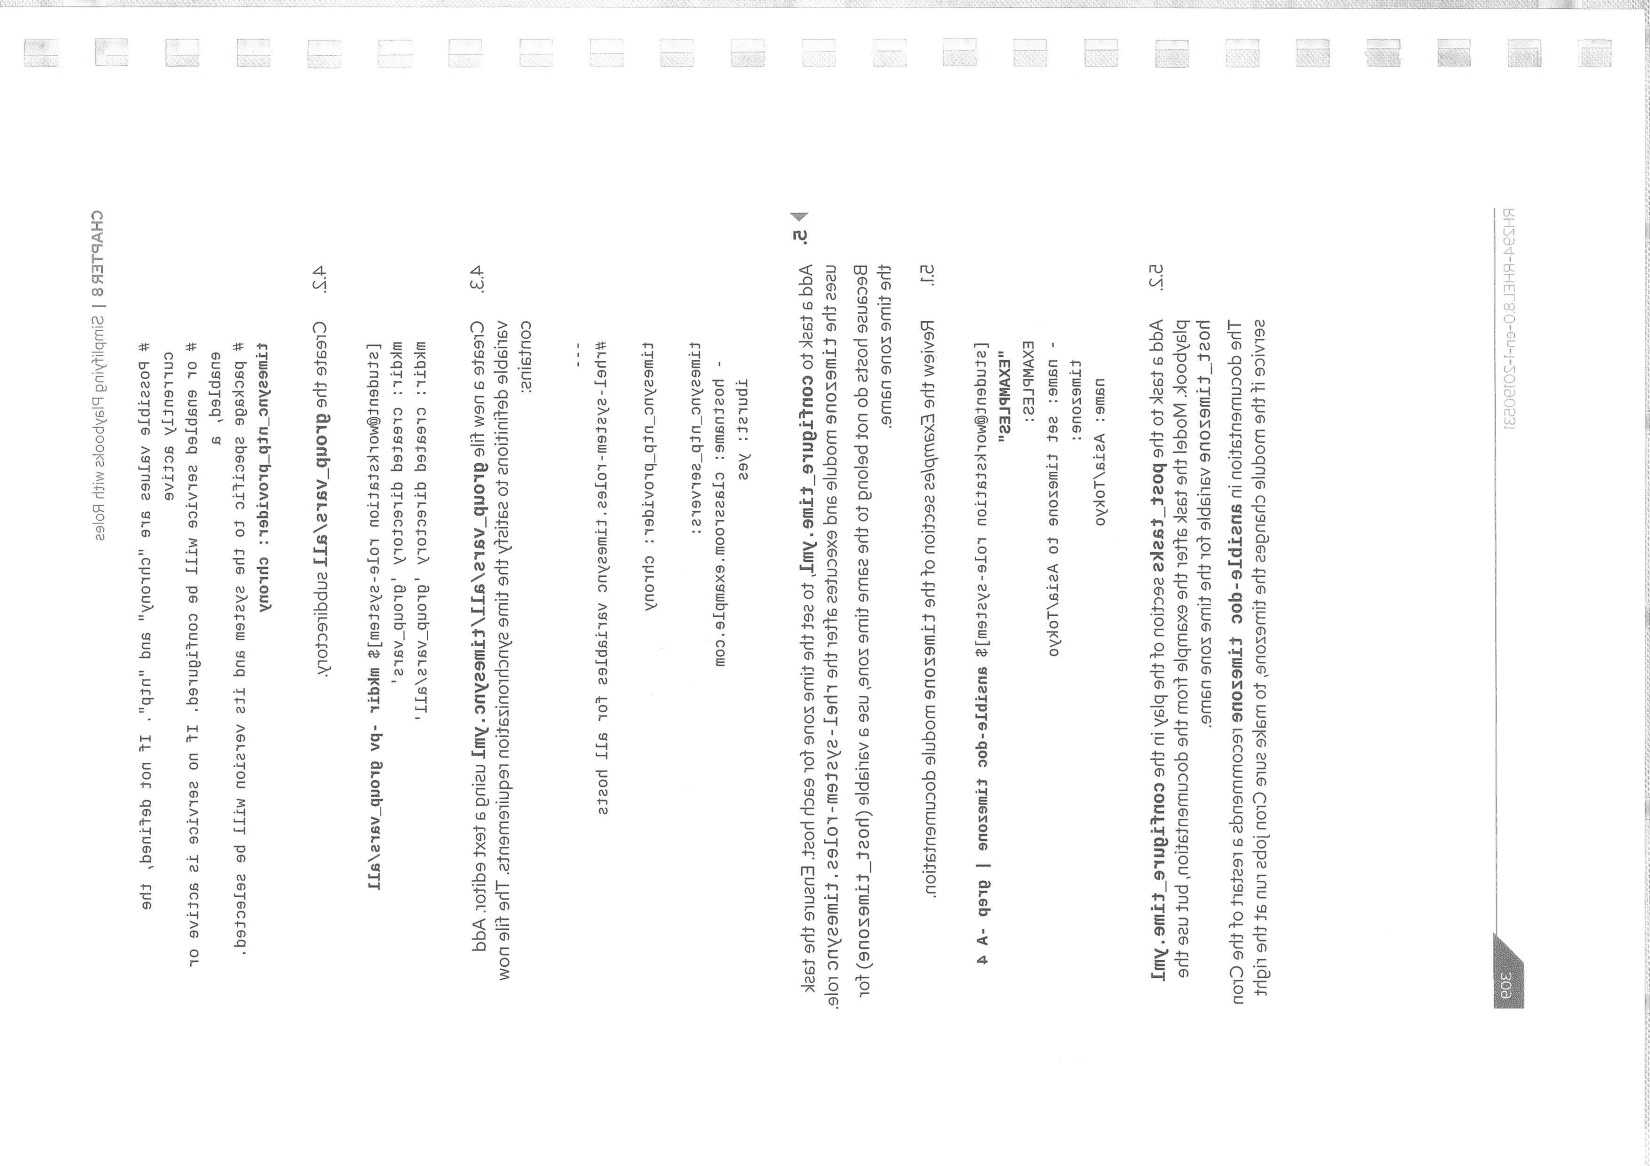 CHAPTER 8 | Simplifying Playbooks with Roles
# Possible values are "chrony" and "ntp". If not defined, the
currently active
# or enabled service will be configured. If no service is active or
enabled, a
# package specific to the system and its version will be selected.
timesync_ntp_provider: chrony
4.2. Create the group_vars/all subdirectory.
[student@workstation role-system]$ mkdir -pv group_vars/all
mkdir: created directory 'group_vars'
mkdir: created directory 'group_vars/all'
4.3. Create a new file group_vars/all/timesync.yml using a text editor. Add
variable definitions to satisfy the time synchronization requirements. The file now
contains:
---
#rhel-system-roles.timesync variables for all hosts
timesync_ntp_provider: chrony
timesync_ntp_servers:
- hostname: classroom.example.com
iburst: yes
5. Add a task to configure_time.yml to set the time zone for each host. Ensure the task
uses the timezone module and executes after the rhel-system-roles.timesync role.
Because hosts do not belong to the same time zone, use a variable (host_timezone) for
the time zone name.
5.1. Review the Examples section of the timezone module documentation.
[student@workstation role-system]$ ansible-doc timezone | grep -A 4
"EXAMPLES"
EXAMPLES:
- name: set timezone to Asia/Tokyo
timezone:
name: Asia/Tokyo
5.2. Add a task to the post_tasks section of the play in the configure_time.yml
playbook. Model the task after the example from the documentation, but use the
host_timezone variable for the time zone name.
The documentation in ansible-doc timezone recommends a restart of the Cron
service if the module changes the timezone, to make sure Cron jobs run at the right
RH294-RHEL8.0-en-1-20190531
309